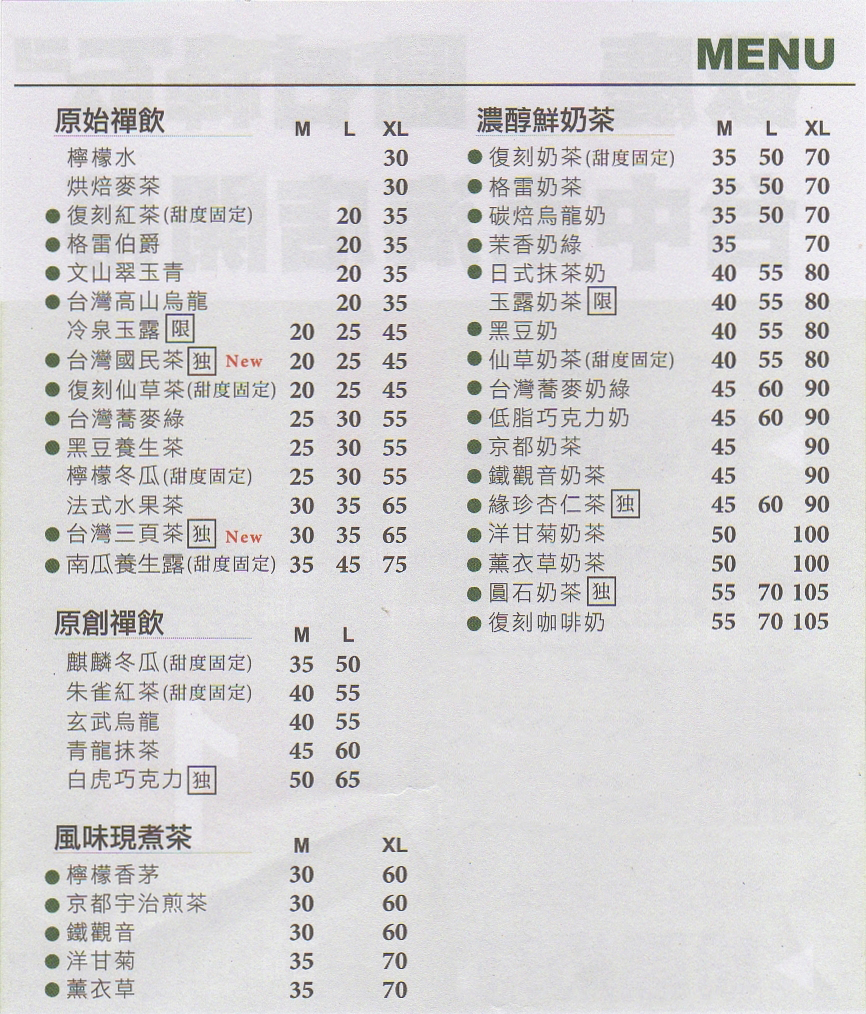 MENU
原始禪飲 M L XL
檸檬水 30
烘焙麥茶 30
●復刻紅茶(甜度固定) 20 35
●格雷伯爵 20 35
●文山翠玉青 20 35
●台灣高山烏龍 20 35
冷泉玉露 限 20 25 45
●台灣國民茶 独 New 20 25 45
●復刻仙草茶(甜度固定) 20 25 45
●台灣蕎麥綠 25 30 55
●黑豆養生茶 25 30 55
檸檬冬瓜(甜度固定) 25 30 55
法式水果茶 30 35 65
●台灣三頁茶 独 New 30 35 65
●南瓜養生露(甜度固定) 35 45 75
原創禪飲 M L
麒麟冬瓜(甜度固定) 35 50
朱雀紅茶(甜度固定) 40 55
玄武烏龍 40 55
青龍抹茶 45 60
白虎巧克力 独 50 65
風味現煮茶 M XL
●檸檬香茅 30 60
●京都宇治煎茶 30 60
●鐵觀音 30 60
●洋甘菊 35 70
●薰衣草 35 70
濃醇鮮奶茶 M L XL
●復刻奶茶(甜度固定) 35 50 70
●格雷奶茶 35 50 70
●碳焙烏龍奶 35 50 70
●茉香奶綠 35 70
●日式抹茶奶 40 55 80
玉露奶茶 限 40 55 80
●黑豆奶 40 55 80
●仙草奶茶(甜度固定) 40 55 80
●台灣蕎麥奶綠 45 60 90
●低脂巧克力奶 45 60 90
●京都奶茶 45 90
●鐵觀音奶茶 45 90
●緣珍杏仁茶 独 45 60 90
●洋甘菊奶茶 50 100
●薰衣草奶茶 50 100
●圓石奶茶 独 55 70 105
●復刻咖啡奶 55 70 105